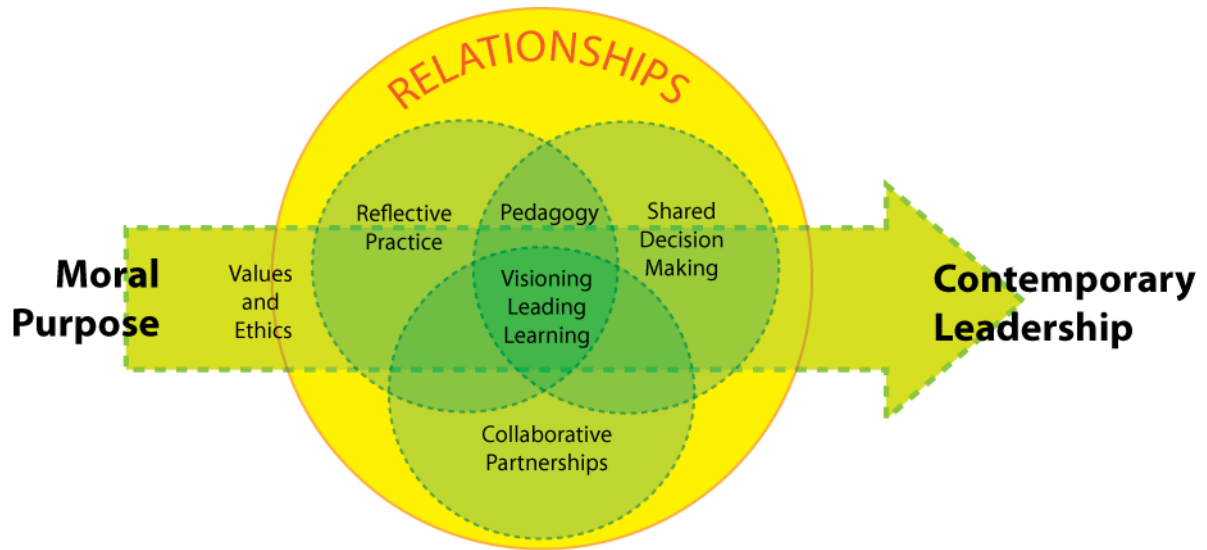 RELATIONSHIPS
Moral
Purpose
Values
and
Ethics
Reflective
Practice
Pedagogy
Shared
Decision
Making
Visioning
Leading
Learning
Collaborative
Partnerships
Contemporary
Leadership